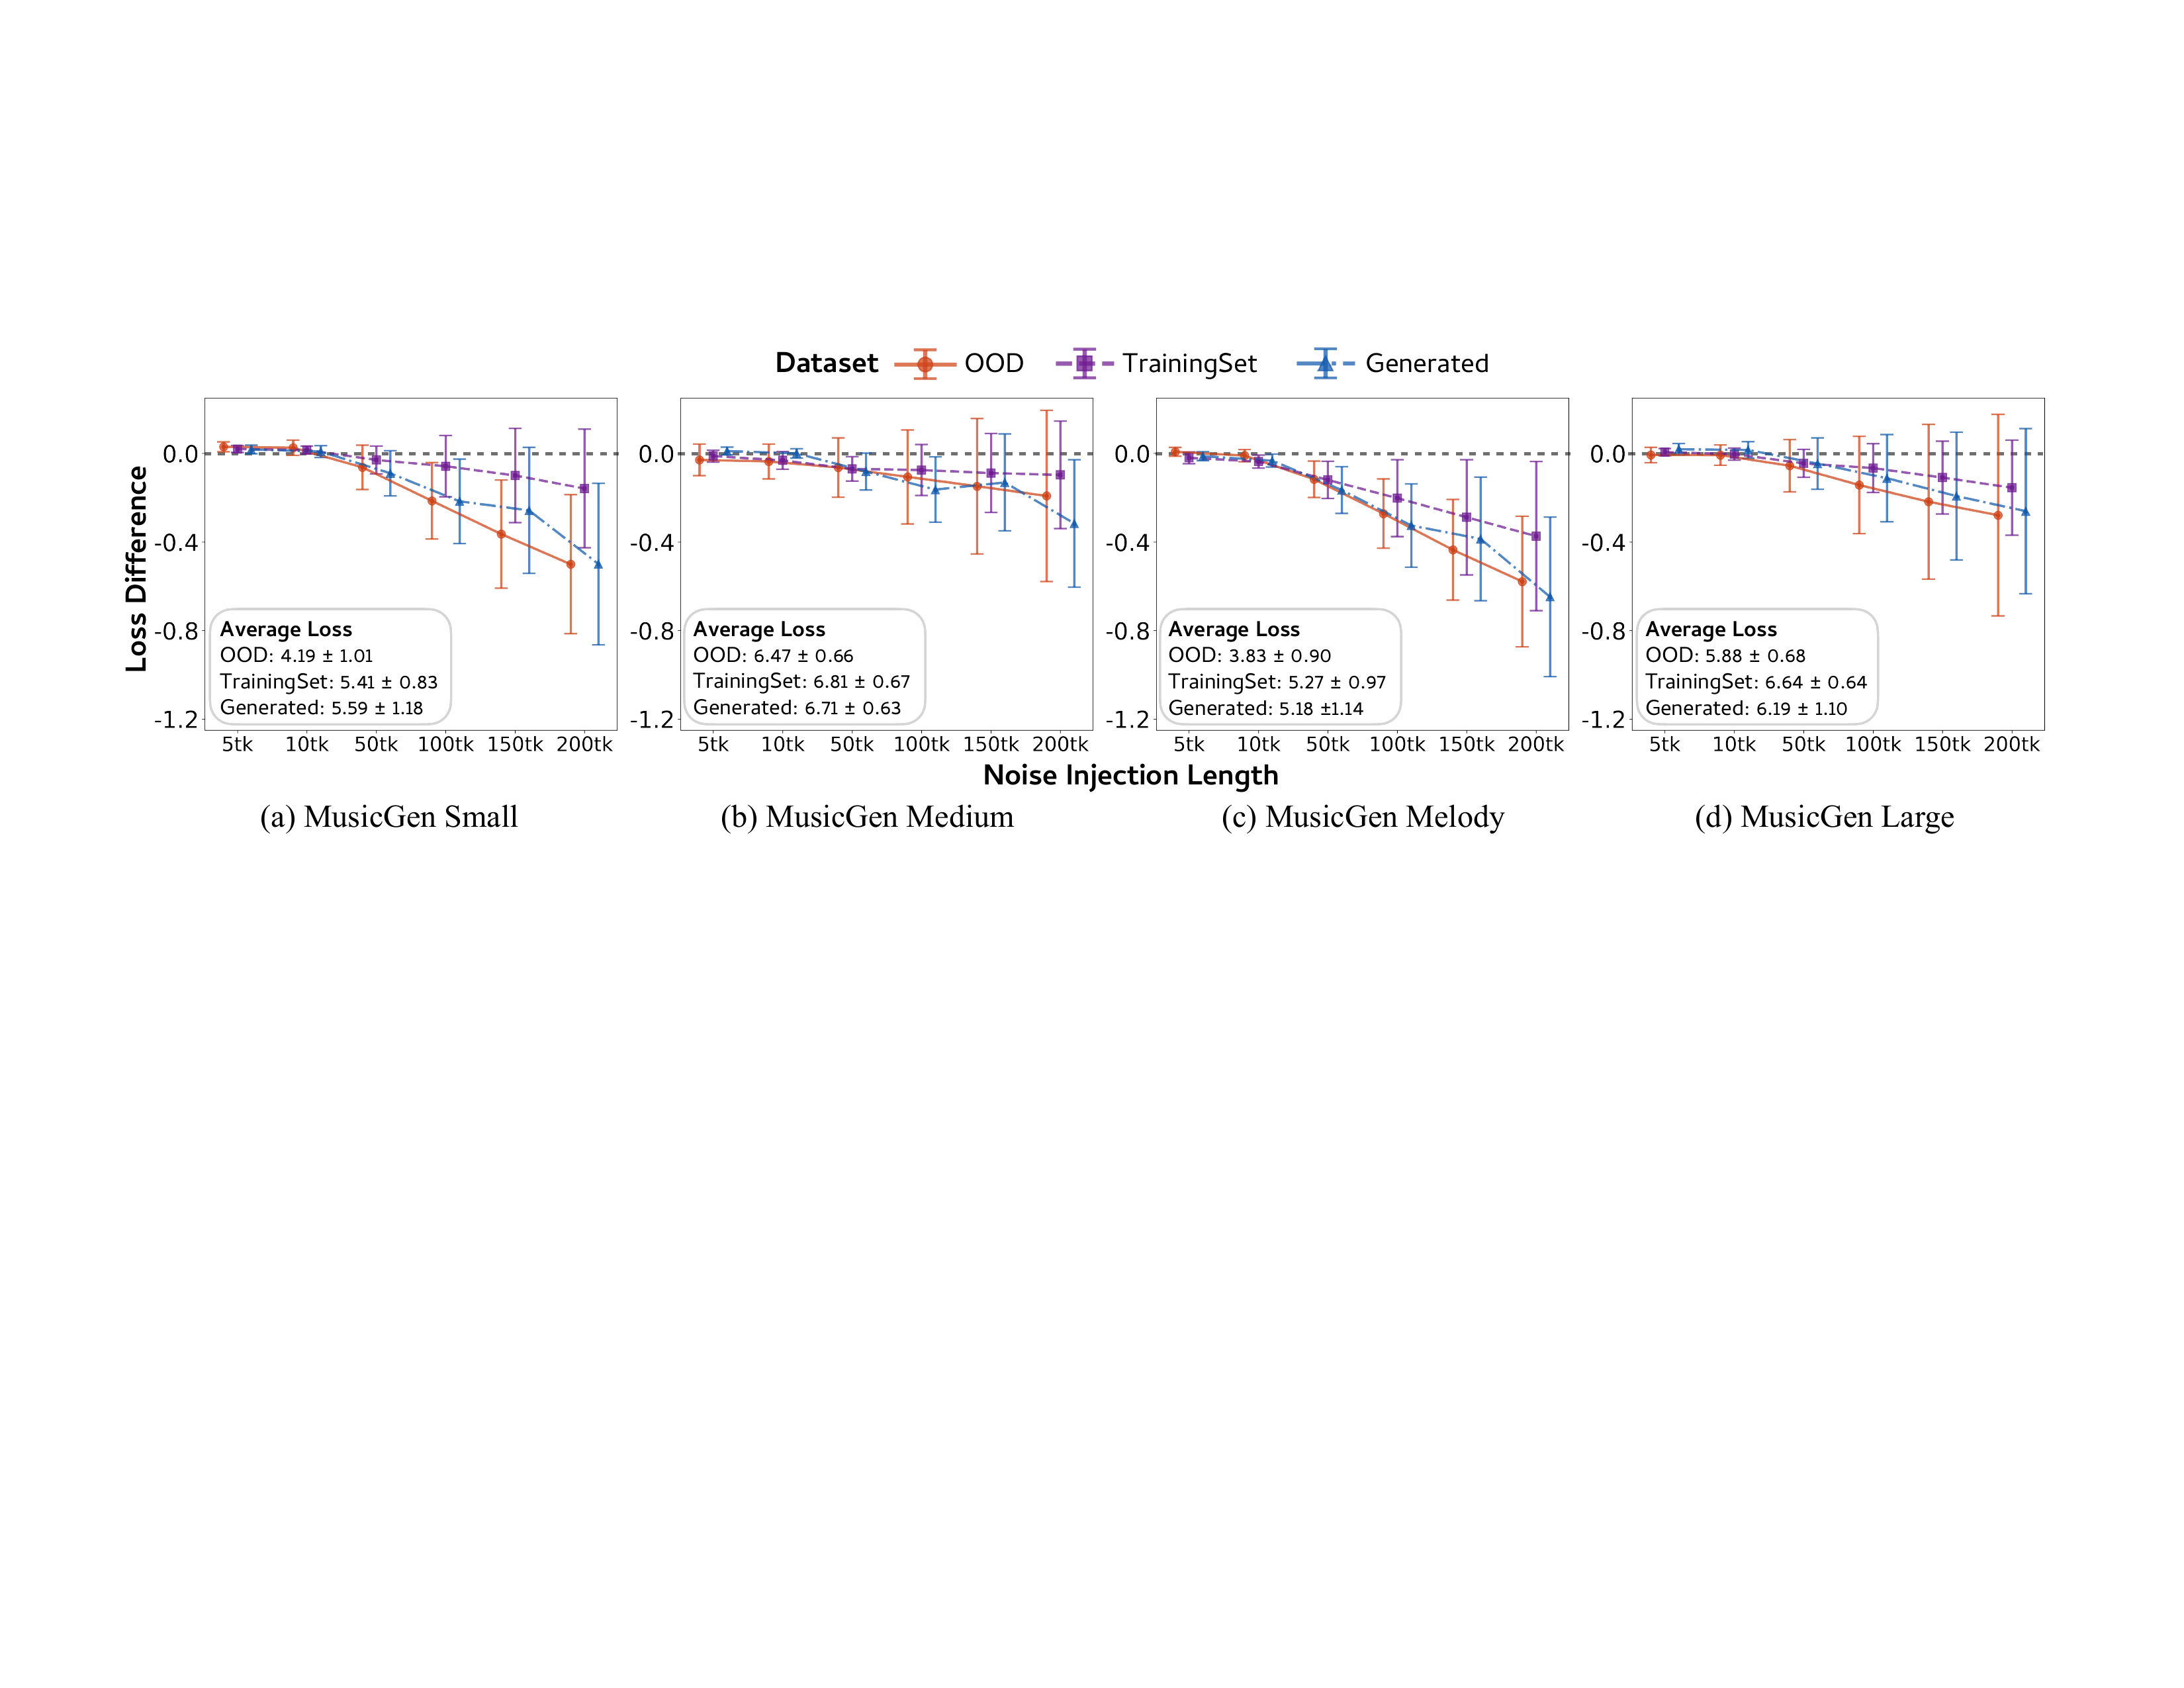 Dataset OOD TrainingSet Generated
Loss Difference
0.0
-0.4
-0.8
-1.2
Average Loss
OOD: 4.19 ± 1.01
TrainingSet: 5.41 ± 0.83
Generated: 5.59 ± 1.18
5tk 10tk 50tk 100tk 150tk 200tk
0.0
-0.4
-0.8
-1.2
Average Loss
OOD: 6.47 ± 0.66
TrainingSet: 6.81 ± 0.67
Generated: 6.71 ± 0.63
5tk 10tk 50tk 100tk 150tk 200tk
0.0
-0.4
-0.8
-1.2
Average Loss
OOD: 3.83 ± 0.90
TrainingSet: 5.27 ± 0.97
Generated: 5.18 ±1.14
5tk 10tk 50tk 100tk 150tk 200tk
0.0
-0.4
-0.8
-1.2
Average Loss
OOD: 5.88 ± 0.68
TrainingSet: 6.64 ± 0.64
Generated: 6.19 ± 1.10
5tk 10tk 50tk 100tk 150tk 200tk
Noise Injection Length
(a) MusicGen Small
(b) MusicGen Medium
(c) MusicGen Melody
(d) MusicGen Large